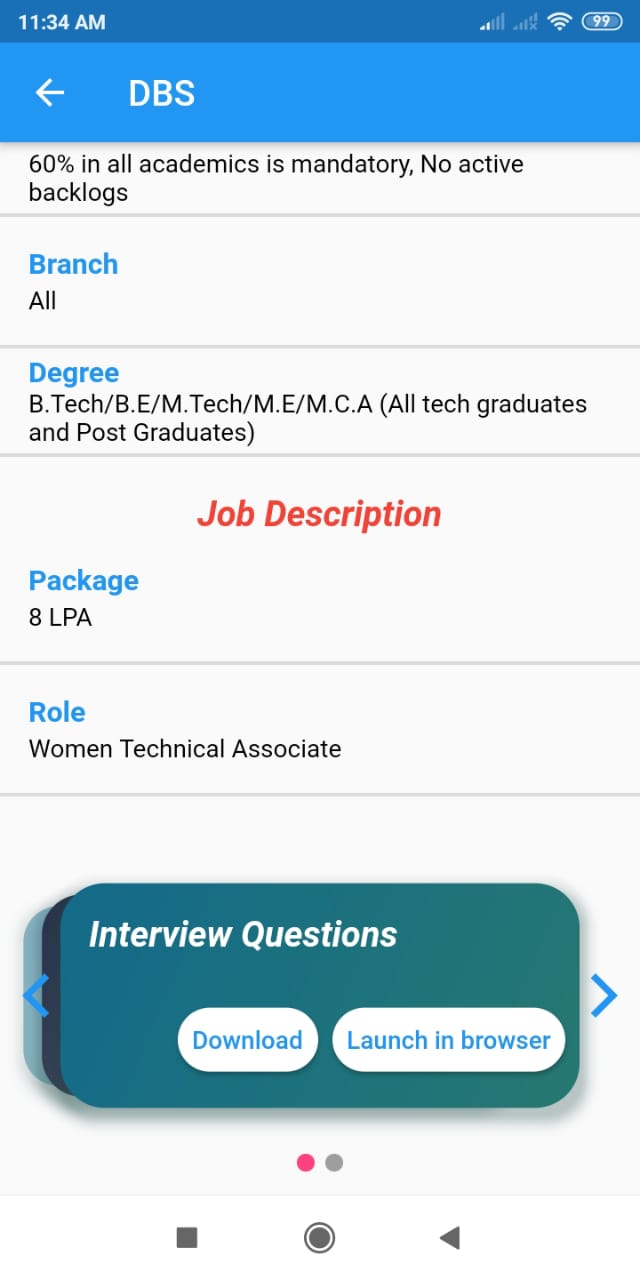 11:34 AM
99
DBS
60% in all academics is mandatory, No active
backlogs
Branch
All
Degree
B.Tech/B.E/M.Tech/M.E/M.C.A (All tech graduates
and Post Graduates)
Job Description
Package
8 LPA
Role
Women Technical Associate
Interview Questions
Download
Launch in browser